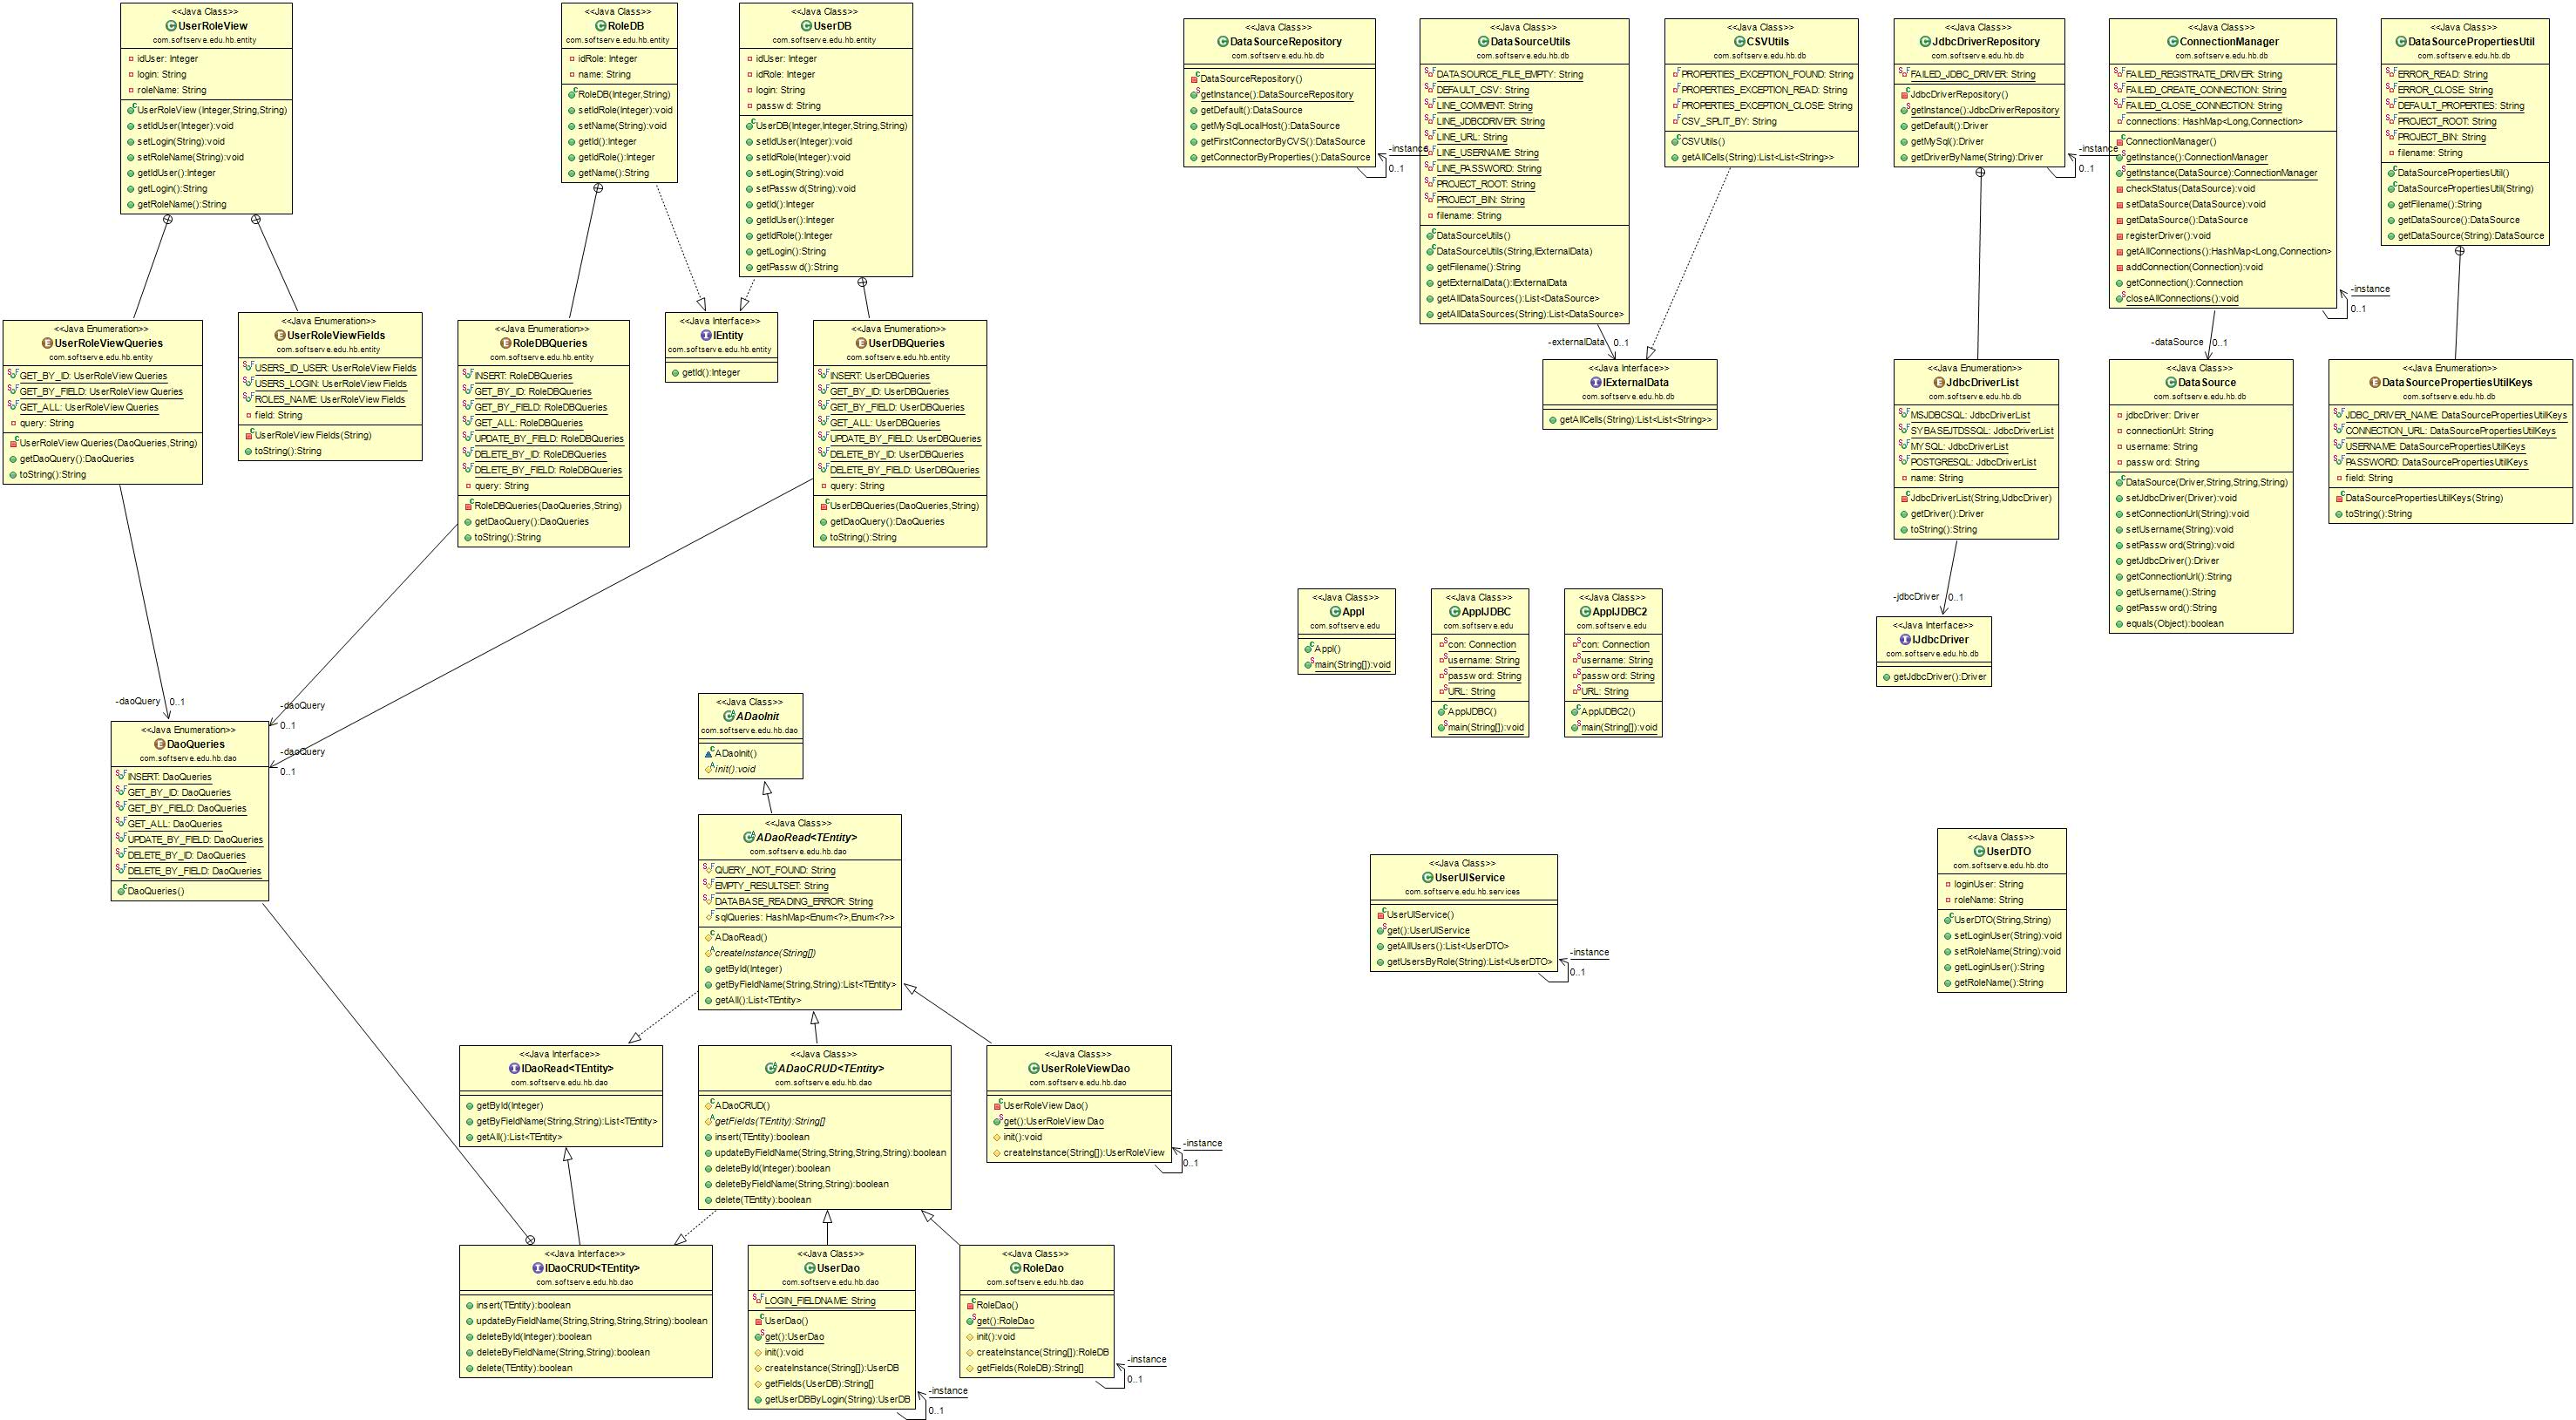 <<Java Class>>
UserRoleView
com.softserve.edu.hb.entity
idUser: Integer
login: String
roleName: String
UserRoleView(Integer,String,String)
setIdUser(Integer):void
setLogin(String):void
setRoleName(String):void
getIdUser():Integer
getLogin():String
getRoleName():String
<<Java Class>>
RoleDB
com.softserve.edu.hb.entity
idRole: Integer
name: String
RoleDB(Integer,String)
setIdRole(Integer):void
setName(String):void
getId():Integer
getIdRole():Integer
getName():String
<<Java Class>>
UserDB
com.softserve.edu.hb.entity
idUser: Integer
idRole: Integer
login: String
passwd: String
UserDB(Integer,Integer,String,String)
setIdUser(Integer):void
setIdRole(Integer):void
setLogin(String):void
setPasswd(String):void
getId():Integer
getIdUser():Integer
getIdRole():Integer
getLogin():String
getPasswd():String
<<Java Class>>
DataSourceRepository
com.softserve.edu.hb.db
DataSourceRepository()
getInstance():DataSourceRepository
getDefault():DataSource
getMySqlLocalHost():DataSource
getFirstConnectorByCVS():DataSource
getConnectorByProperties():DataSource
-instance
0..1
<<Java Class>>
DataSourceUtils
com.softserve.edu.hb.db
DATASOURCE_FILE_EMPTY: String
DEFAULT_CSV: String
LINE_COMMENT: String
LINE_JDBCDRIVER: String
LINE_URL: String
LINE_USERNAME: String
LINE_PASSWORD: String
PROJECT_ROOT: String
PROJECT_BIN: String
filename: String
DataSourceUtils()
DataSourceUtils(String,IExternalData)
getFilename():String
getExternalData():IExternalData
getAllDataSources():List<DataSource>
getAllDataSources(String):List<DataSource>
-externalData
0..1
<<Java Class>>
CSVUtils
com.softserve.edu.hb.db
PROPERTIES_EXCEPTION_FOUND: String
PROPERTIES_EXCEPTION_READ: String
PROPERTIES_EXCEPTION_CLOSE: String
CSV_SPLIT_BY: String
CSVUtils()
getAllCells(String):List<List<String>>
<<Java Class>>
JdbcDriverRepository
com.softserve.edu.hb.db
FAILED_JDBC_DRIVER: String
JdbcDriverRepository()
getInstance():JdbcDriverRepository
getDefault():Driver
getMySql():Driver
getDriverByName(String):Driver
-instance
0..1
<<Java Class>>
ConnectionManager
com.softserve.edu.hb.db
FAILED_REGISTRATE_DRIVER: String
FAILED_CREATE_CONNECTION: String
FAILED_CLOSE_CONNECTION: String
connections: HashMap<Long,Connection>
ConnectionManager()
getInstance():ConnectionManager
getInstance(DataSource):ConnectionManager
checkStatus(DataSource):void
setDataSource(DataSource):void
getDataSource():DataSource
registerDriver():void
getAllConnections():HashMap<Long,Connection>
addConnection(Connection):void
getConnection():Connection
closeAllConnections():void
-instance
0..1
-dataSource
0..1
<<Java Class>>
DataSourcePropertiesUtil
com.softserve.edu.hb.db
ERROR_READ: String
ERROR_CLOSE: String
DEFAULT_PROPERTIES: String
PROJECT_ROOT: String
PROJECT_BIN: String
filename: String
DataSourcePropertiesUtil()
DataSourcePropertiesUtil(String)
getFilename():String
getDataSource():DataSource
getDataSource(String):DataSource
<<Java Enumeration>>
UserRoleViewQueries
com.softserve.edu.hb.entity
GET_BY_ID: UserRoleViewQueries
GET_BY_FIELD: UserRoleViewQueries
GET_ALL: UserRoleViewQueries
query: String
UserRoleViewQueries(DaoQueries,String)
getDaoQuery():DaoQueries
toString():String
<<Java Enumeration>>
UserRoleViewFields
com.softserve.edu.hb.entity
USERS_ID_USER: UserRoleViewFields
USERS_LOGIN: UserRoleViewFields
ROLES_NAME: UserRoleViewFields
field: String
UserRoleViewFields(String)
toString():String
<<Java Enumeration>>
RoleDBQueries
com.softserve.edu.hb.entity
INSERT: RoleDBQueries
GET_BY_ID: RoleDBQueries
GET_BY_FIELD: RoleDBQueries
GET_ALL: RoleDBQueries
UPDATE_BY_FIELD: RoleDBQueries
DELETE_BY_ID: RoleDBQueries
DELETE_BY_FIELD: RoleDBQueries
query: String
RoleDBQueries(DaoQueries,String)
getDaoQuery():DaoQueries
toString():String
<<Java Interface>>
IEntity
com.softserve.edu.hb.entity
getId():Integer
<<Java Enumeration>>
UserDBQueries
com.softserve.edu.hb.entity
INSERT: UserDBQueries
GET_BY_ID: UserDBQueries
GET_BY_FIELD: UserDBQueries
GET_ALL: UserDBQueries
UPDATE_BY_FIELD: UserDBQueries
DELETE_BY_ID: UserDBQueries
DELETE_BY_FIELD: UserDBQueries
query: String
UserDBQueries(DaoQueries,String)
getDaoQuery():DaoQueries
toString():String
<<Java Interface>>
IExternalData
com.softserve.edu.hb.db
getAllCells(String):List<List<String>>
<<Java Enumeration>>
JdbcDriverList
com.softserve.edu.hb.db
MSJDBCSQL: JdbcDriverList
SYBASEJTDSSQL: JdbcDriverList
MYSQL: JdbcDriverList
POSTGRESQL: JdbcDriverList
name: String
JdbcDriverList(String,IJdbcDriver)
getDriver():Driver
toString():String
-jdbcDriver
0..1
<<Java Class>>
DataSource
com.softserve.edu.hb.db
jdbcDriver: Driver
connectionUrl: String
username: String
password: String
DataSource(Driver,String,String,String)
setJdbcDriver(Driver):void
setConnectionUrl(String):void
setUsername(String):void
setPassword(String):void
getJdbcDriver():Driver
getConnectionUrl():String
getUsername():String
getPassword():String
equals(Object):boolean
<<Java Enumeration>>
DataSourcePropertiesUtilKeys
com.softserve.edu.hb.db
JDBC_DRIVER_NAME: DataSourcePropertiesUtilKeys
CONNECTION_URL: DataSourcePropertiesUtilKeys
USERNAME: DataSourcePropertiesUtilKeys
PASSWORD: DataSourcePropertiesUtilKeys
field: String
DataSourcePropertiesUtilKeys(String)
toString():String
<<Java Class>>
Appl
com.softserve.edu
Appl()
main(String[]):void
<<Java Class>>
ApplJDBC
com.softserve.edu
con: Connection
username: String
password: String
URL: String
ApplJDBC()
main(String[]):void
<<Java Class>>
ApplJDBC2
com.softserve.edu
con: Connection
username: String
password: String
URL: String
ApplJDBC2()
main(String[]):void
<<Java Interface>>
IJdbcDriver
com.softserve.edu.hb.db
getJdbcDriver():Driver
-daoQuery
0..1
-daoQuery
0..1
-daoQuery
0..1
<<Java Enumeration>>
DaoQueries
com.softserve.edu.hb.dao
INSERT: DaoQueries
GET_BY_ID: DaoQueries
GET_BY_FIELD: DaoQueries
GET_ALL: DaoQueries
UPDATE_BY_FIELD: DaoQueries
DELETE_BY_ID: DaoQueries
DELETE_BY_FIELD: DaoQueries
DaoQueries()
<<Java Class>>
ADaoInit
com.softserve.edu.hb.dao
ADaoInit()
init():void
<<Java Class>>
ADaoRead<TEntity>
com.softserve.edu.hb.dao
QUERY_NOT_FOUND: String
EMPTY_RESULTSET: String
DATABASE_READING_ERROR: String
sqlQueries: HashMap<Enum<?>,Enum<?>>
ADaoRead()
createInstance(String[])
getById(Integer)
getByFieldName(String,String):List<TEntity>
getAll():List<TEntity>
<<Java Class>>
UserUIService
com.softserve.edu.hb.services
UserUIService()
get():UserUIService
getAllUsers():List<UserDTO>
getUsersByRole(String):List<UserDTO>
-instance
0..1
<<Java Class>>
UserDTO
com.softserve.edu.hb.dto
loginUser: String
roleName: String
UserDTO(String,String)
setLoginUser(String):void
setRoleName(String):void
getLoginUser():String
getRoleName():String
<<Java Interface>>
IDaoRead<TEntity>
com.softserve.edu.hb.dao
getById(Integer)
getByFieldName(String,String):List<TEntity>
getAll():List<TEntity>
<<Java Class>>
ADaoCRUD<TEntity>
com.softserve.edu.hb.dao
ADaoCRUD()
getFields(TEntity):String[]
insert(TEntity):boolean
updateByFieldName(String,String,String,String):boolean
deleteById(Integer):boolean
deleteByFieldName(String,String):boolean
delete(TEntity):boolean
<<Java Class>>
UserRoleViewDao
com.softserve.edu.hb.dao
UserRoleViewDao()
get():UserRoleViewDao
init():void
createInstance(String[]):UserRoleView
-instance
0..1
<<Java Interface>>
IDaoCRUD<TEntity>
com.softserve.edu.hb.dao
insert(TEntity):boolean
updateByFieldName(String,String,String,String):boolean
deleteById(Integer):boolean
deleteByFieldName(String,String):boolean
delete(TEntity):boolean
<<Java Class>>
UserDao
com.softserve.edu.hb.dao
LOGIN_FIELDNAME: String
UserDao()
get():UserDao
init():void
createInstance(String[]):UserDB
getFields(UserDB):String[]
getUserDBByLogin(String):UserDB
-instance
0..1
<<Java Class>>
RoleDao
com.softserve.edu.hb.dao
RoleDao()
get():RoleDao
init():void
createInstance(String[]):RoleDB
getFields(RoleDB):String[]
-instance
0..1